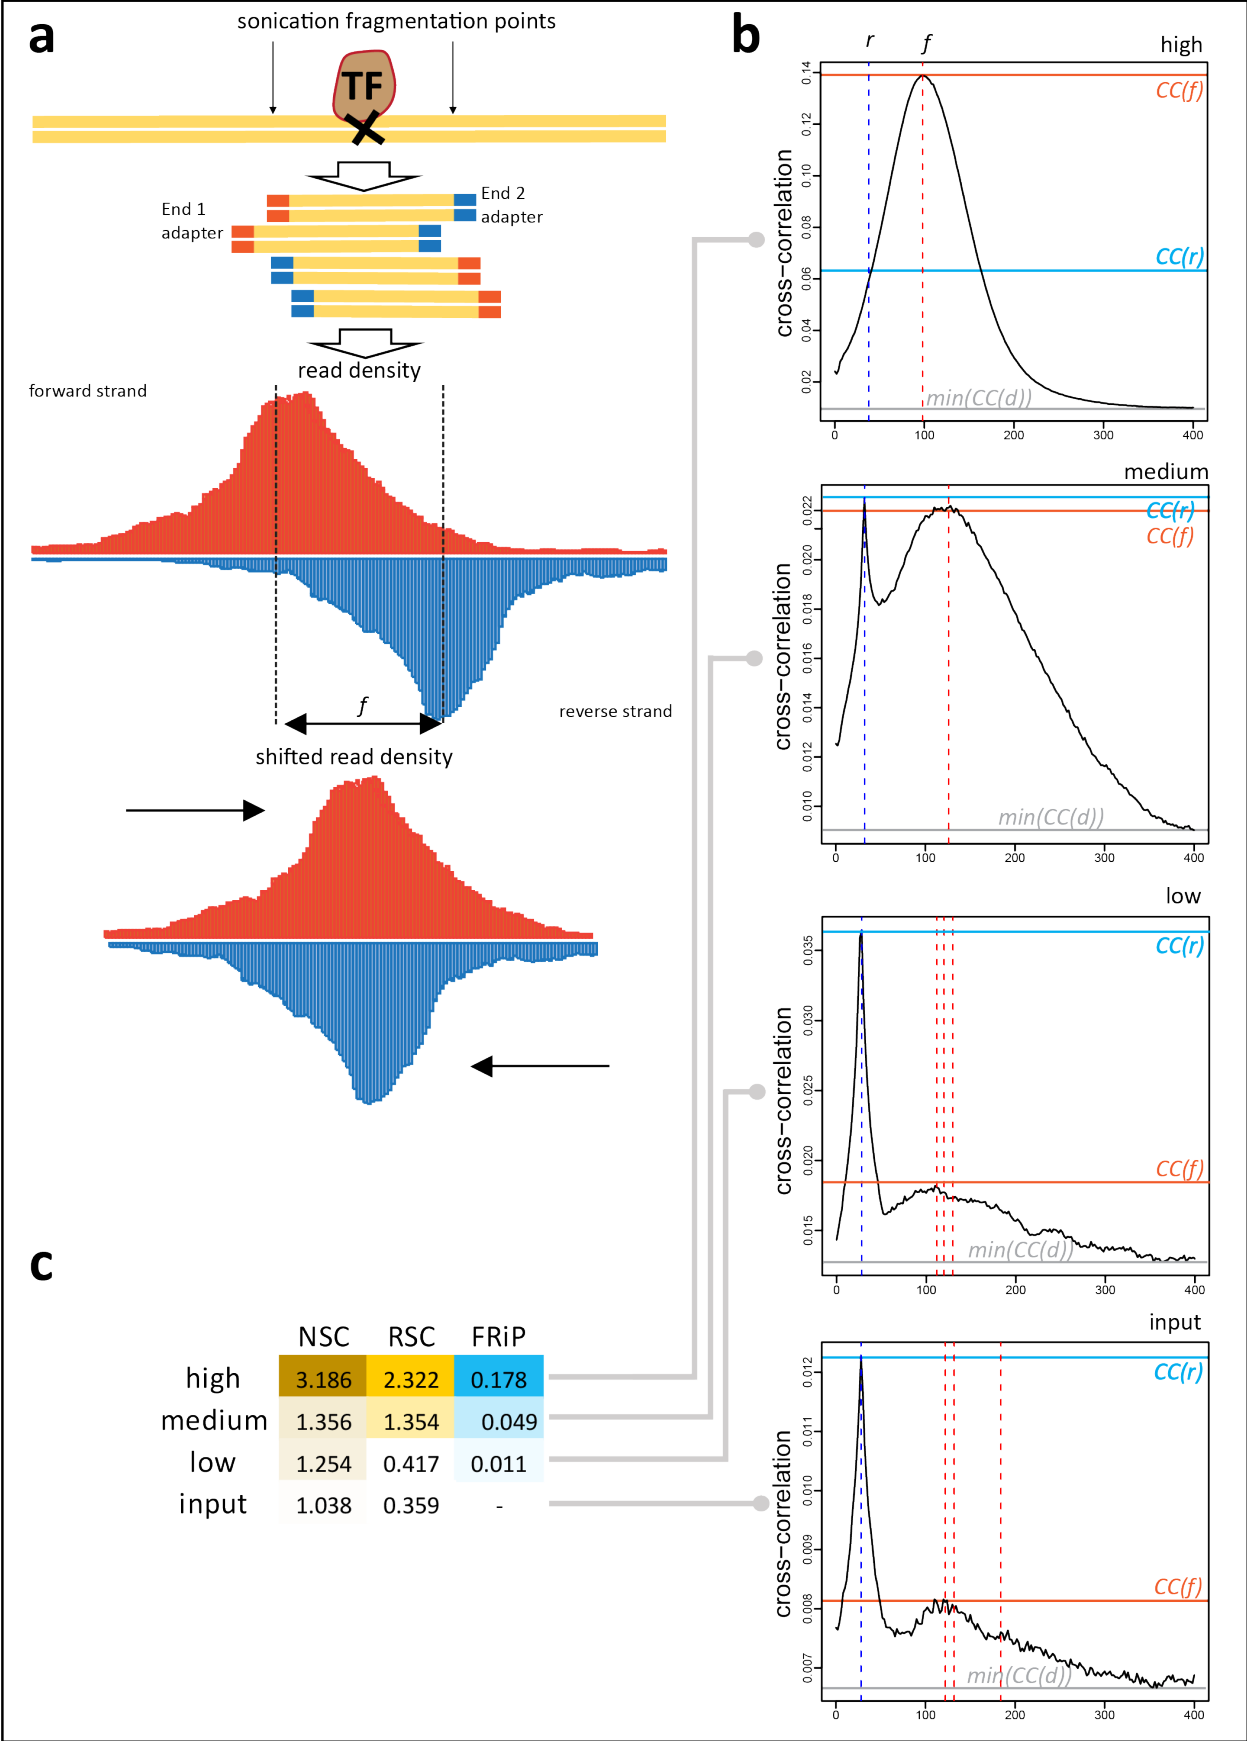 a
sonication fragmentation points
TF
End 1
adapter
End 2
adapter
read density
forward strand
f
reverse strand
shifted read density
b
r
f
high
CC(f)
CC(r)
min(CC(d))
cross−correlation
0.02
0.04
0.06
0.08
0.10
0.12
0.14
0
100
200
300
400
medium
CC(r)
CC(f)
min(CC(d))
cross−correlation
0.010
0.012
0.014
0.016
0.018
0.020
0.022
0
100
200
300
400
low
CC(r)
CC(f)
min(CC(d))
cross−correlation
0.015
0.020
0.025
0.030
0.035
0
100
200
300
400
input
CC(r)
CC(f)
min(CC(d))
cross−correlation
0.007
0.008
0.009
0.010
0.011
0.012
0
100
200
300
400
c
NSC RSC FRiP
high 3.186 2.322 0.178
medium 1.356 1.354 0.049
low 1.254 0.417 0.011
input 1.038 0.359 -